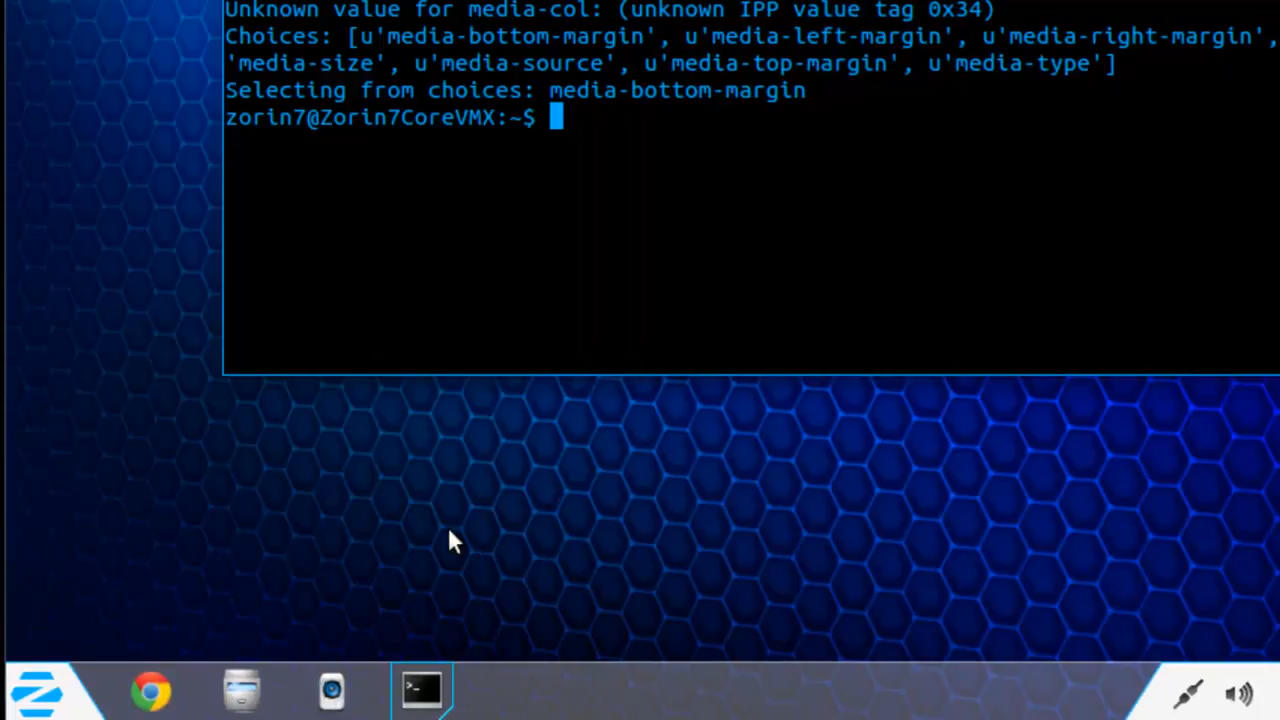 Unknown value for media-col: (unknown IPP value tag 0x34)
Choices: [u'media-bottom-margin', u'media-left-margin', u'media-right-margin',
'media-size', u'media-source', u'media-top-margin', u'media-type']
Selecting from choices: media-bottom-margin
zorin7@Zorin7CoreVMX:~$
>_